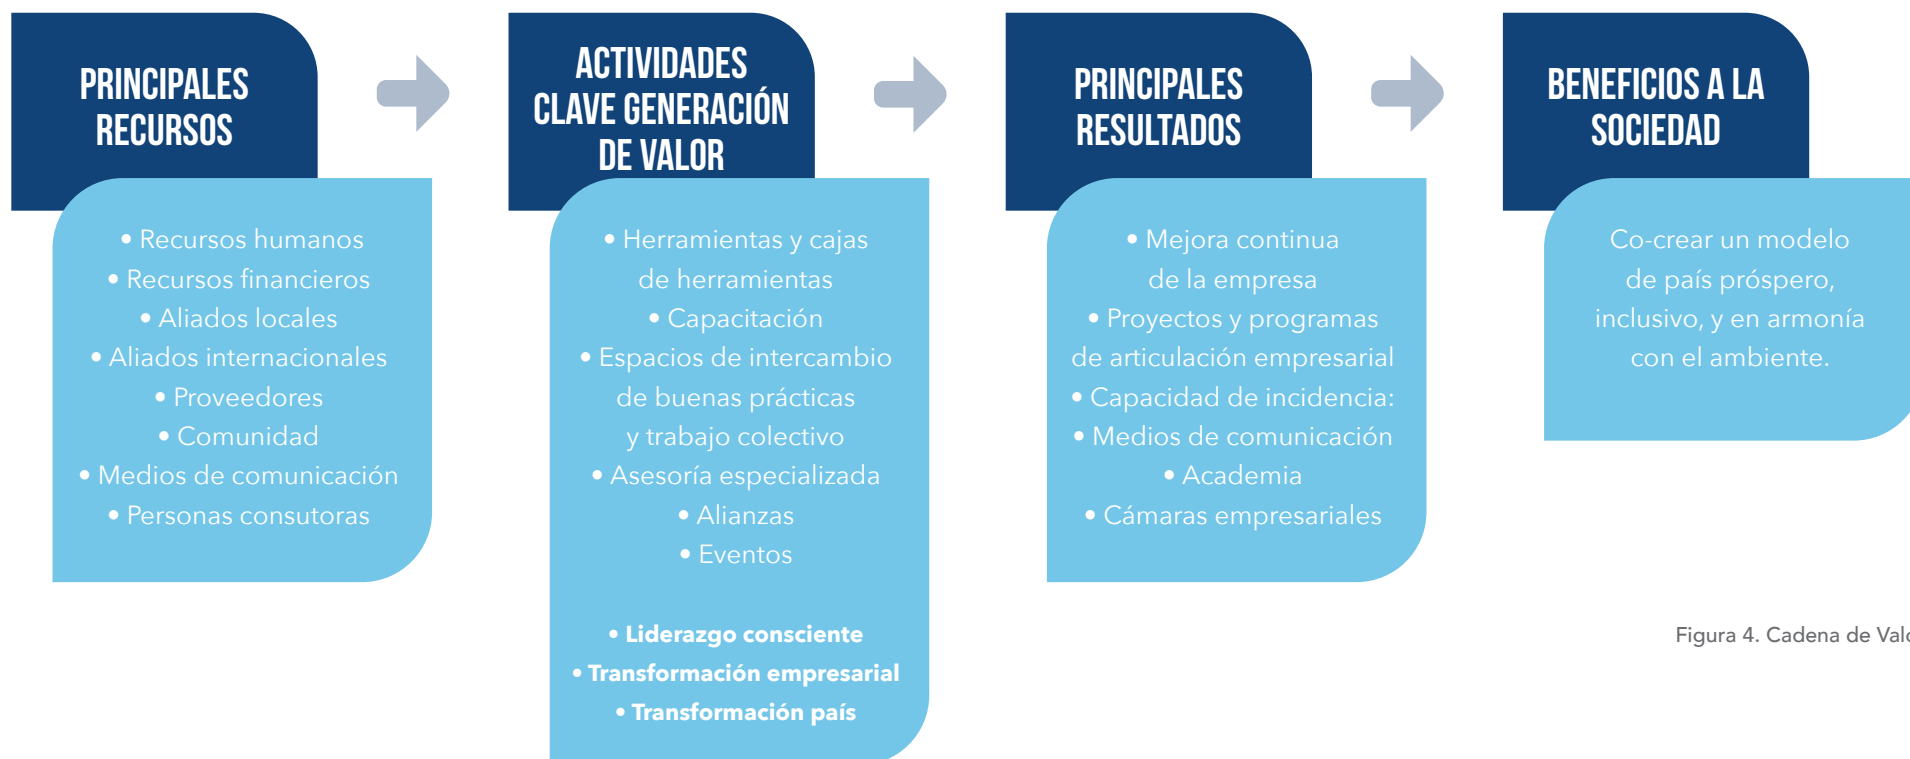 PRINCIPALES
RECURSOS
• Recursos humanos
• Recursos financieros
• Aliados locales
• Aliados internacionales
• Proveedores
• Comunidad
• Medios de comunicación
• Personas consutoras
ACTIVIDADES
CLAVE GENERACIÓN
DE VALOR
• Herramientas y cajas
de herramientas
• Capacitación
• Espacios de intercambio
de buenas prácticas
y trabajo colectivo
• Asesoría especializada
• Alianzas
• Eventos
• Liderazgo consciente
• Transformación empresarial
• Transformación país
PRINCIPALES
RESULTADOS
• Mejora continua
de la empresa
• Proyectos y programas
de articulación empresarial
• Capacidad de incidencia:
• Medios de comunicación
• Academia
• Cámaras empresariales
BENEFICIOS A LA
SOCIEDAD
Co-crear un modelo
de país próspero,
inclusivo, y en armonía
con el ambiente.
Figura 4. Cadena de